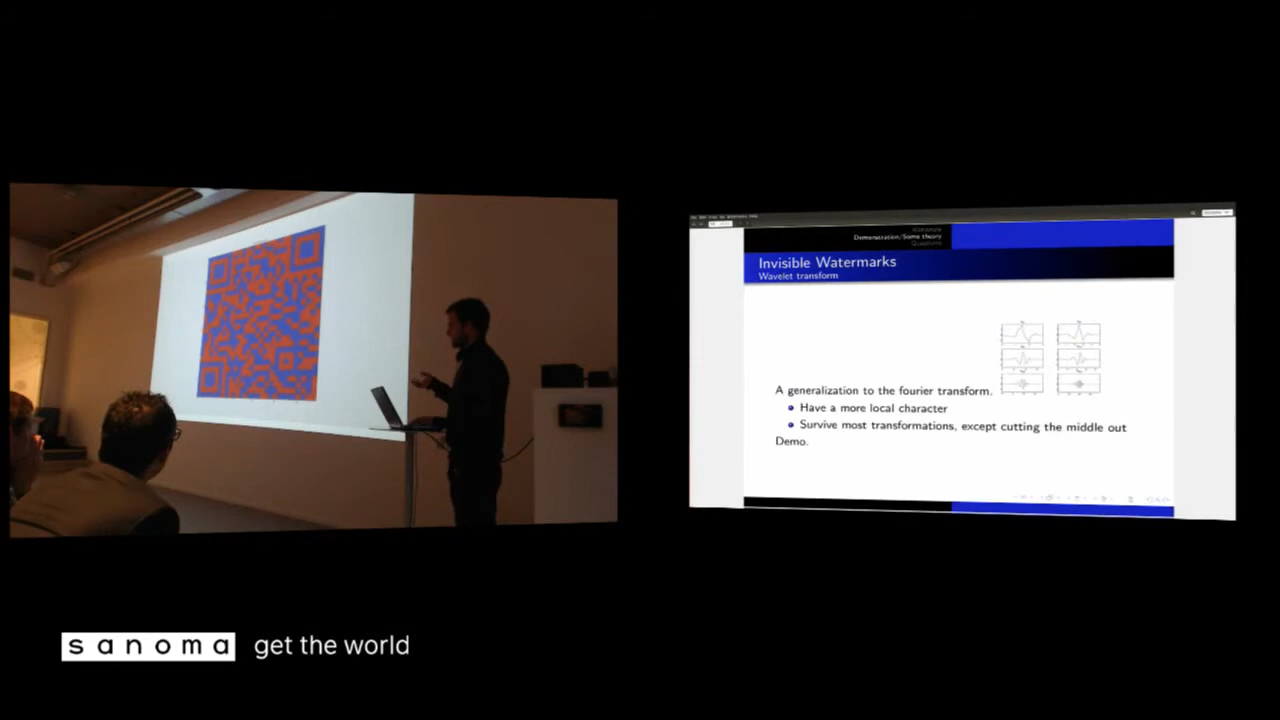 Demonstration/Some theory
Questions
Invisible Watermarks
Wavelet transform
A generalization to the fourier transform.
Have a more local character
Survive most transformations, except cutting the middle out
Demo.
sanoma get the world